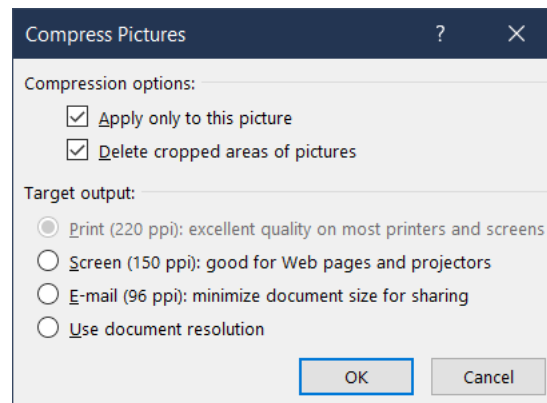 Compress Pictures ?
Compression options:
Apply only to this picture
Delete cropped areas of pictures
Target output:
Print (220 ppi): excellent quality on most printers and screens
Screen (150 ppi): good for Web pages and projectors
E-mail (96 ppi): minimize document size for sharing
Use document resolution
OK Cancel